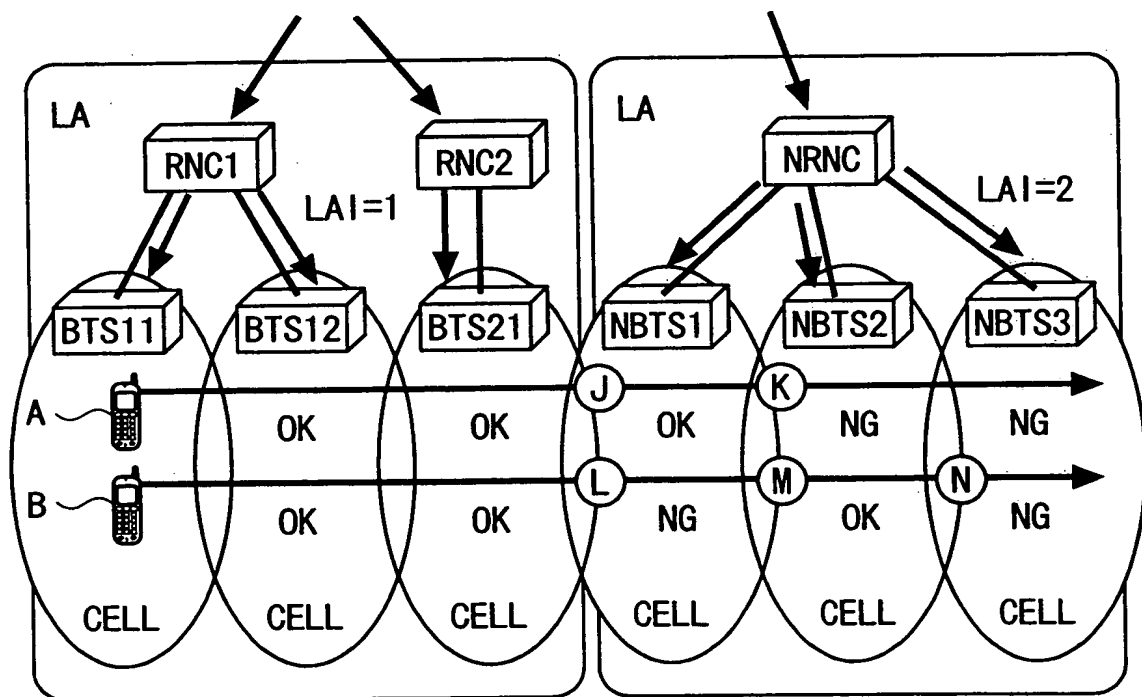 LA
LA
RNC1
RNC2
NRNC
LAI=1
LAI=2
BTS11
BTS12
BTS21
NBTS1
NBTS2
NBTS3
A
J
K
OK
OK
OK
NG
NG
B
L
M
N
OK
OK
NG
OK
NG
CELL
CELL
CELL
CELL
CELL
CELL